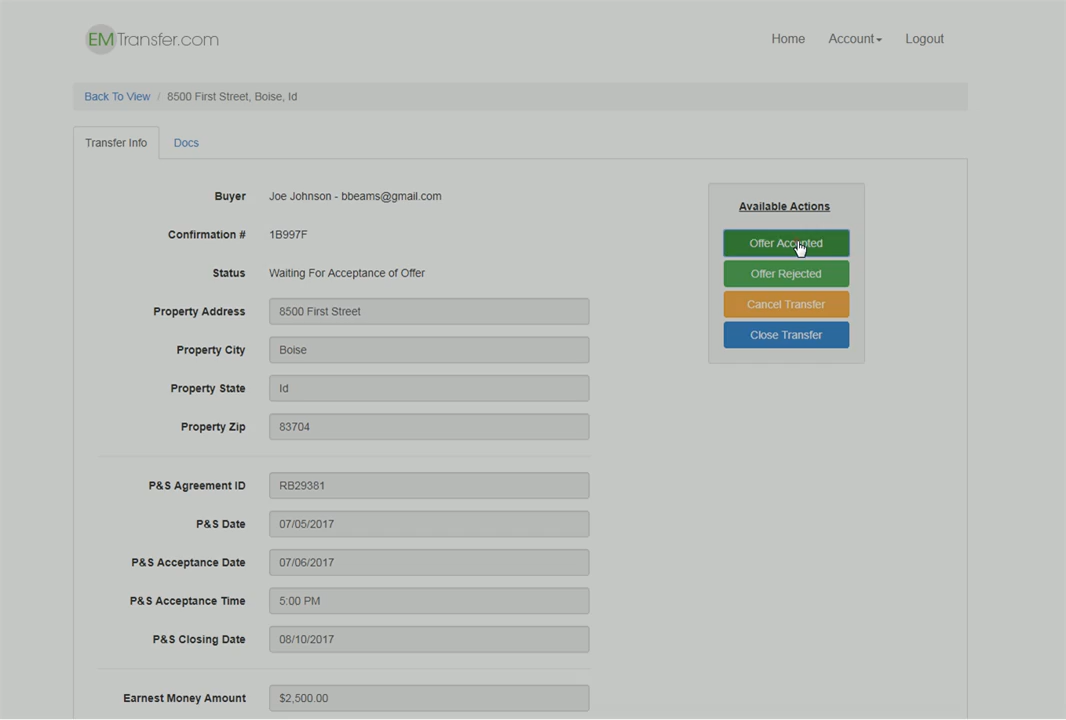 EMTransfer.com
Home Account Logout
Back To View / 8500 First Street, Boise, Id
Transfer Info Docs
Buyer Joe Johnson - bbeams@gmail.com
Confirmation # 1B997F
Status Waiting For Acceptance of Offer
Property Address 8500 First Street
Property City Boise
Property State Id
Property Zip 83704
P&S Agreement ID RB29381
P&S Date 07/05/2017
P&S Acceptance Date 07/06/2017
P&S Acceptance Time 5:00 PM
P&S Closing Date 08/10/2017
Earnest Money Amount $2,500.00
Available Actions
Offer Accepted
Offer Rejected
Cancel Transfer
Close Transfer